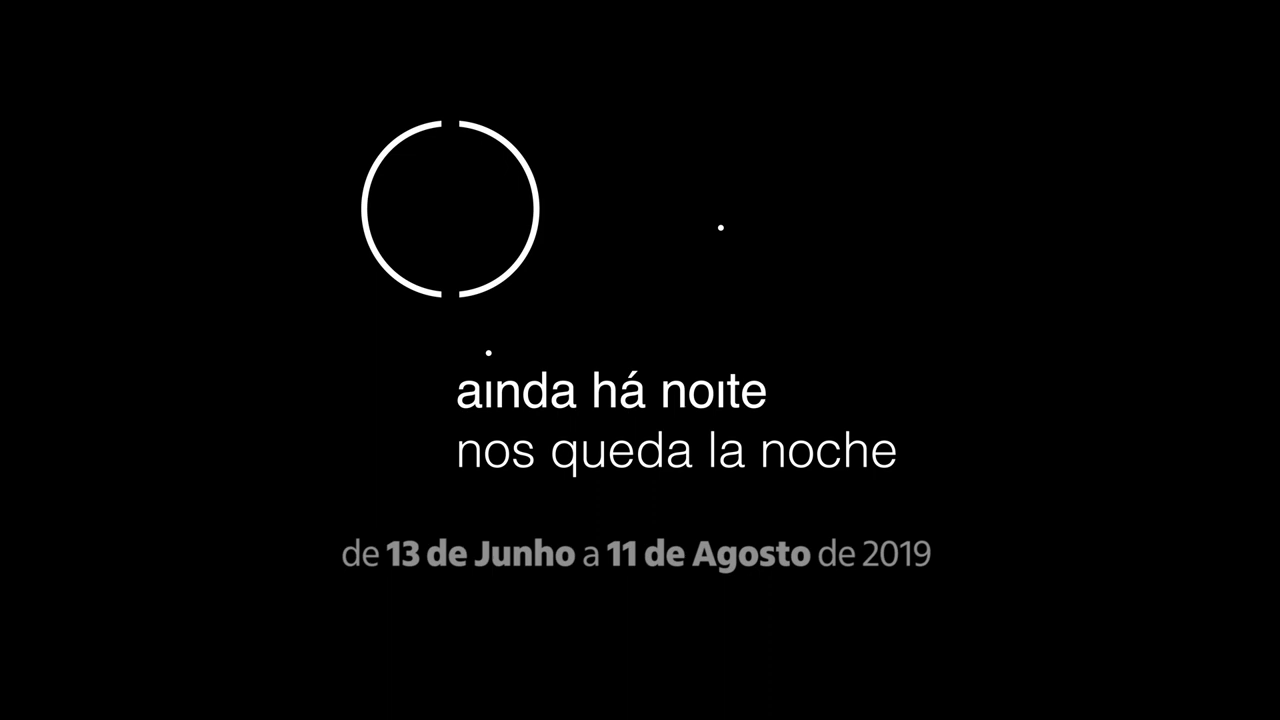 ainda há noite
nos queda la noche
de 13 de Junho a 11 de Agosto de 2019